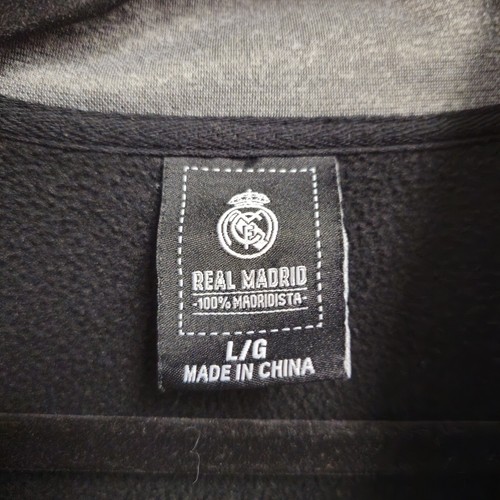 REAL MADRID
-100% MADRIDISTA-
L/G
MADE IN CHINA